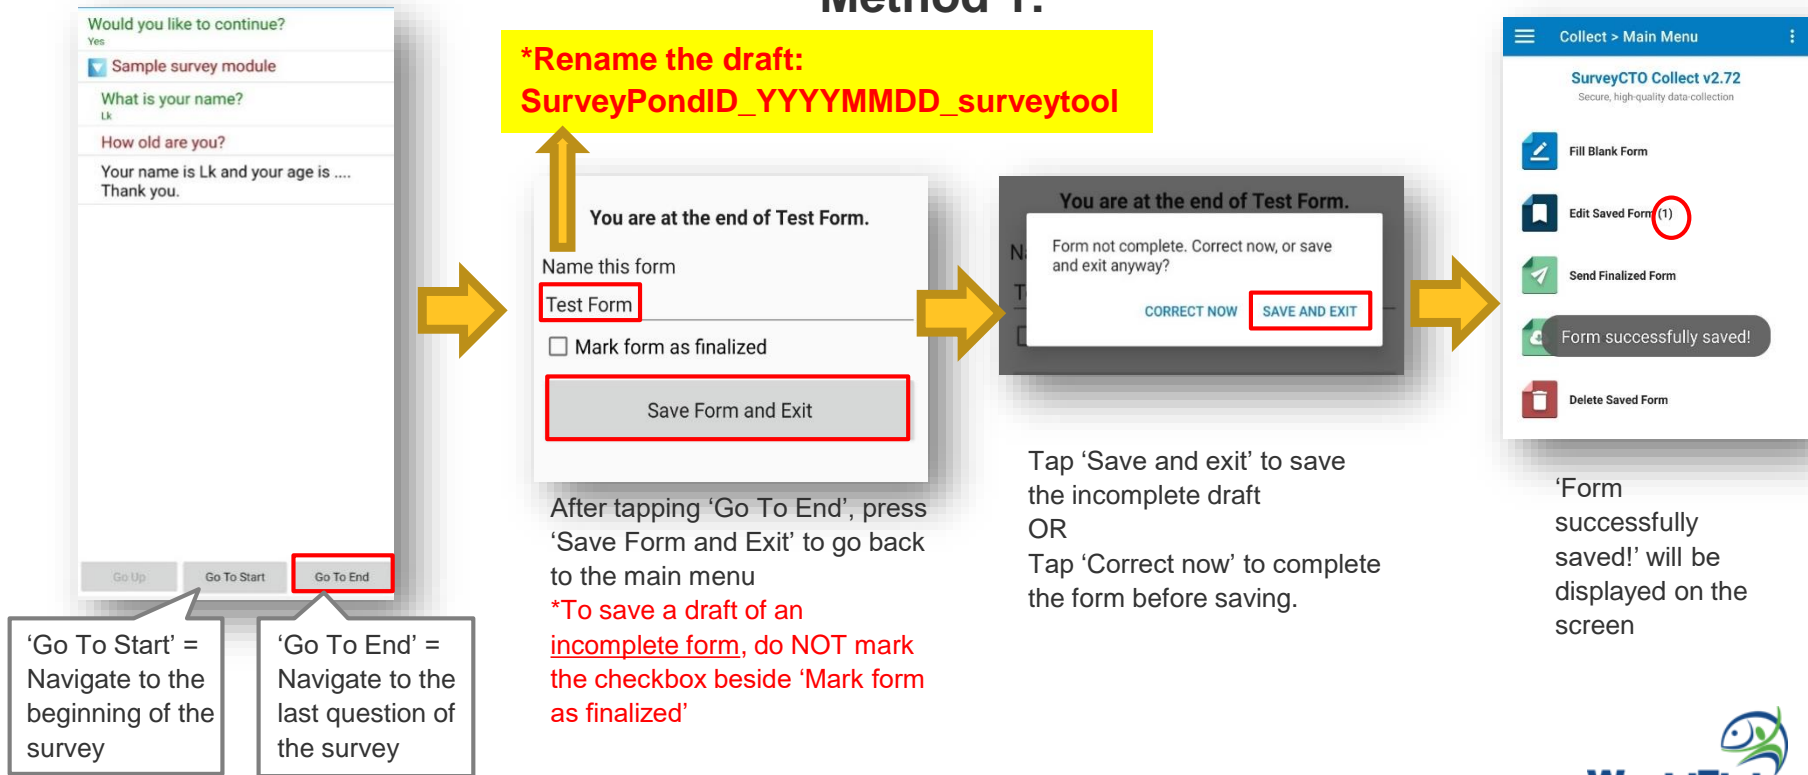 Method 1:
Would you like to continue?
Yes
Sample survey module
What is your name?
Lk
How old are you?
Your name is Lk and your age is ....
Thank you.
Go Up
Go To Start
Go To End
‘Go To Start’ =
Navigate to the
beginning of the
survey
‘Go To End’ =
Navigate to the
last question of
the survey
*Rename the draft:
SurveyPondID_YYYYMMDD_surveytool
You are at the end of Test Form.
Name this form
Test Form
Mark form as finalized
Save Form and Exit
After tapping ‘Go To End’, press
‘Save Form and Exit’ to go back
to the main menu
*To save a draft of an
incomplete form, do NOT mark
the checkbox beside ‘Mark form
as finalized’
You are at the end of Test Form.
Form not complete. Correct now, or save
and exit anyway?
CORRECT NOW
SAVE AND EXIT
Tap ‘Save and exit’ to save
the incomplete draft
OR
Tap ‘Correct now’ to complete
the form before saving.
Collect > Main Menu
SurveyCTO Collect v2.72
Secure, high-quality data-collection
Fill Blank Form
Edit Saved Form (1)
Send Finalized Form
Form successfully saved!
Delete Saved Form
‘Form
successfully
saved!’ will be
displayed on the
screen